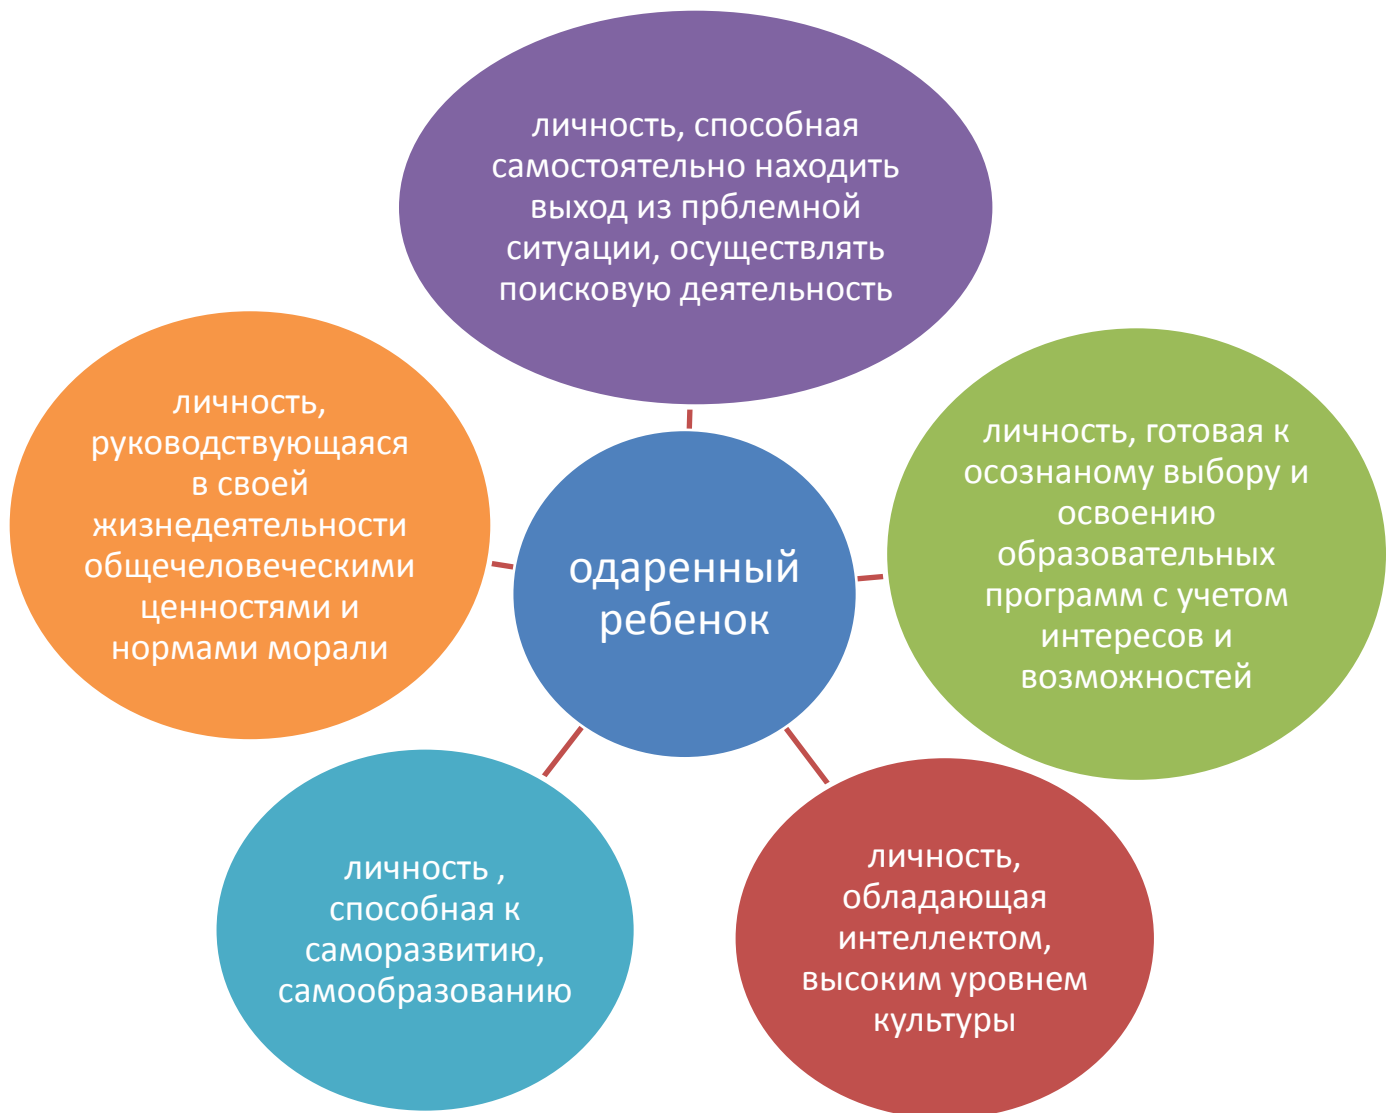 личность, способная
самостоятельно находить
выход из прблемной
ситуации, осуществлять
поисковую деятельность
личность,
руководствующаяся
в своей
жизнедеятельности
общечеловеческими
ценностями и
нормами морали
одаренный
ребенок
личность, готовая к
осознаному выбору и
освоению
образовательных
программ с учетом
интересов и
возможностей
личность ,
способная к
саморазвитию,
самообразованию
личность,
обладающая
интеллектом,
высоким уровнем
культуры